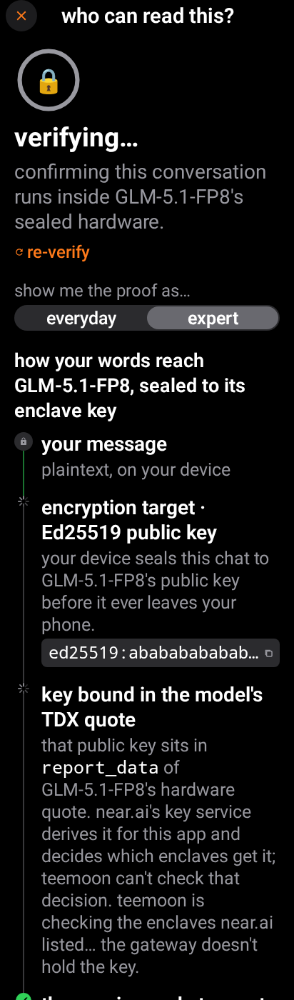 who can read this?
verifying…
confirming this conversation
runs inside GLM-5.1-FP8's
sealed hardware.
re-verify
show me the proof as…
everyday
expert
how your words reach
GLM-5.1-FP8, sealed to its
enclave key
your message
plaintext, on your device
encryption target ·
Ed25519 public key
your device seals this chat to
GLM-5.1-FP8's public key
before it ever leaves your
phone.
ed25519:abababababab…
key bound in the model's
TDX quote
that public key sits in
report_data of
GLM-5.1-FP8's hardware
quote. near.ai's key service
derives it for this app and
decides which enclaves get it;
teemoon can't check that
decision. teemoon is
checking the enclaves near.ai
listed… the gateway doesn't
hold the key.